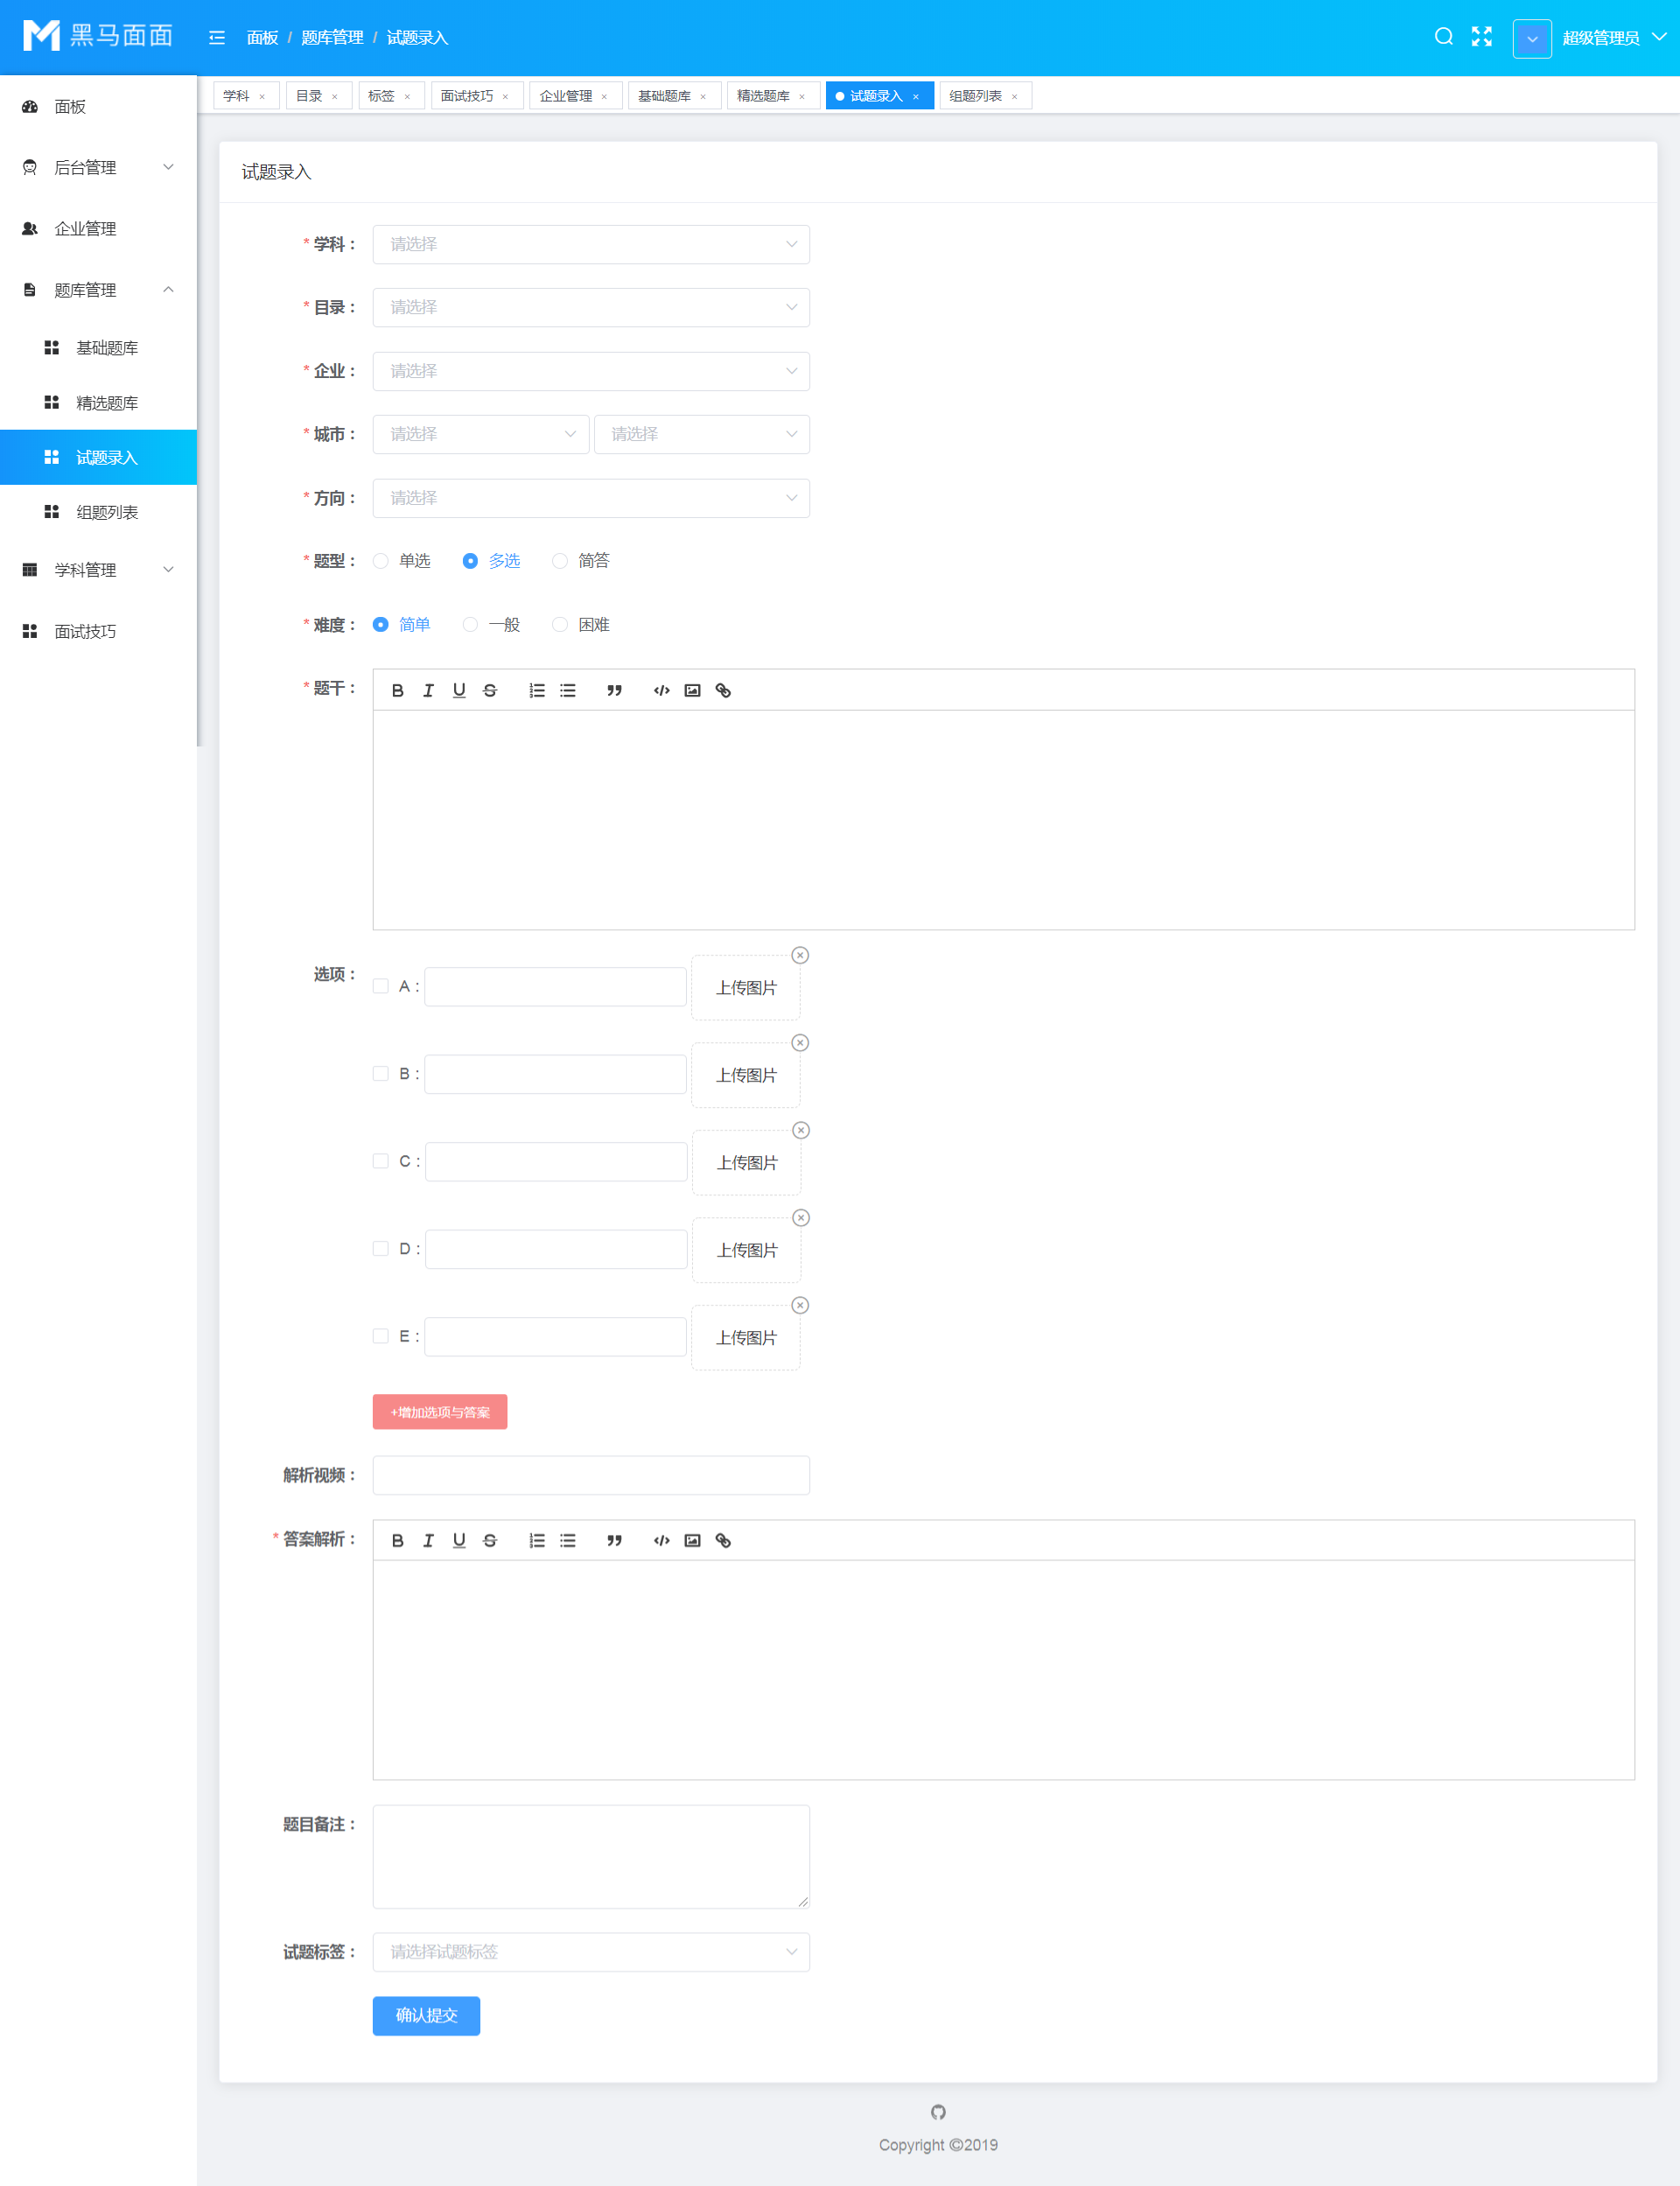 黑马面面
面板 / 题库管理 / 试题录入
超级管理员
学科 × 目录 × 标签 × 面试技巧 × 企业管理 × 基础题库 × 精选题库 × 试题录入 × 组题列表 ×
面板
后台管理
企业管理
题库管理
基础题库
精选题库
试题录入
组题列表
学科管理
面试技巧
试题录入
* 学科： 请选择
* 目录： 请选择
* 企业： 请选择
* 城市： 请选择 请选择
* 方向： 请选择
* 题型： 单选 多选 简答
* 难度： 简单 一般 困难
* 题干：
选项： A： 上传图片
B： 上传图片
C： 上传图片
D： 上传图片
E： 上传图片
+增加选项与答案
解析视频：
* 答案解析：
题目备注：
试题标签： 请选择试题标签
确认提交
Copyright ©2019